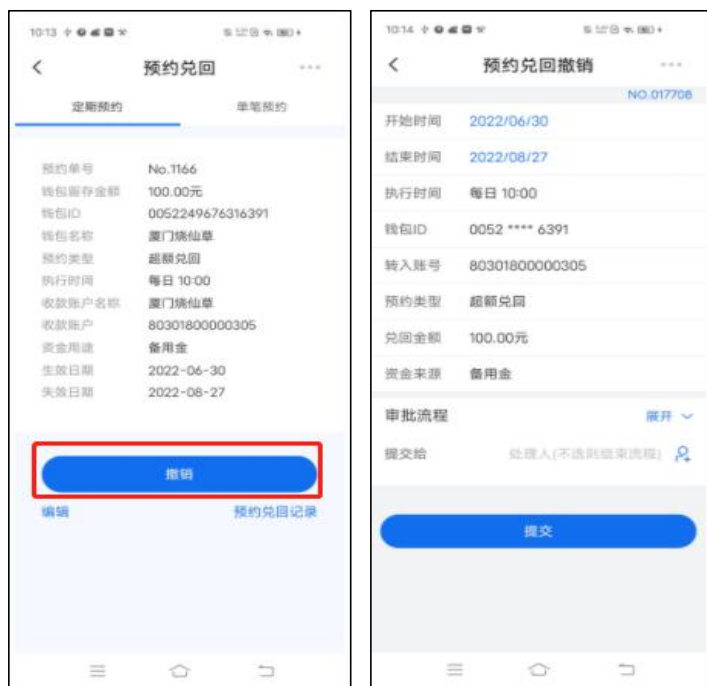 10:13
预约兑回
定期预约 单笔预约
预约单号 No.1166
钱包留存金额 100.00元
钱包ID 0052249676316391
钱包名称 厦门烧仙草
预约类型 超额兑回
执行时间 每日 10:00
收款账户名称 厦门烧仙草
收款账户 80301800000305
资金用途 备用金
生效日期 2022-06-30
失效日期 2022-08-27
撤销
编辑 预约兑回记录
10:14
预约兑回撤销
NO.017708
开始时间 2022/06/30
结束时间 2022/08/27
执行时间 每日 10:00
钱包ID 0052 **** 6391
转入账号 80301800000305
预约类型 超额兑回
兑回金额 100.00元
资金来源 备用金
审批流程 展开
提交给 处理人(不选则结束流程)
提交